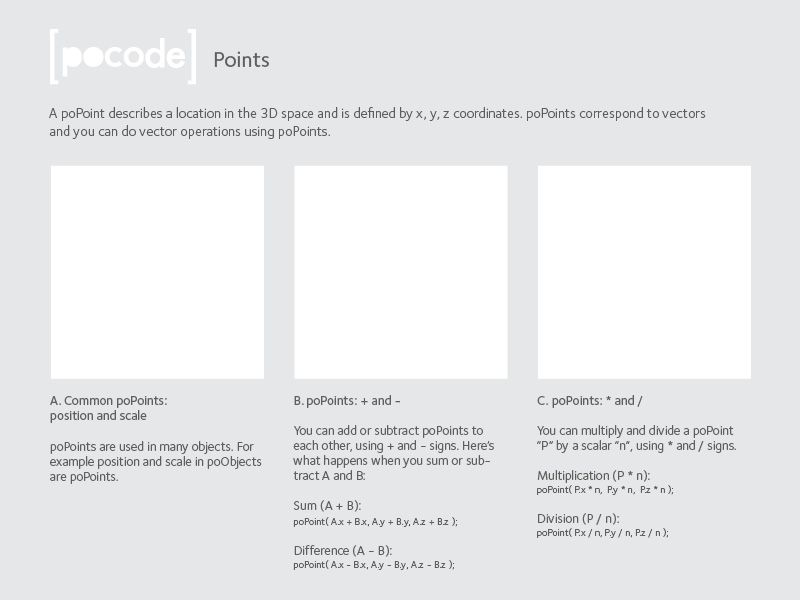 [pocode] Points
A poPoint describes a location in the 3D space and is defined by x, y, z coordinates. poPoints correspond to vectors
and you can do vector operations using poPoints.
A. Common poPoints:
position and scale
poPoints are used in many objects. For
example position and scale in poObjects
are poPoints.
B. poPoints: + and –
You can add or subtract poPoints to
each other, using + and – signs. Here's
what happens when you sum or sub–
tract A and B:
Sum (A + B):
poPoint( A.x + B.x, A.y + B.y, A.z + B.z );
Difference (A – B):
poPoint( A.x – B.x, A.y – B.y, A.z – B.z );
C. poPoints: * and /
You can multiply and divide a poPoint
"P" by a scalar "n", using * and / signs.
Multiplication (P * n):
poPoint( P.x * n, P.y * n, P.z * n );
Division (P / n):
poPoint( P.x / n, P.y / n, P.z / n );